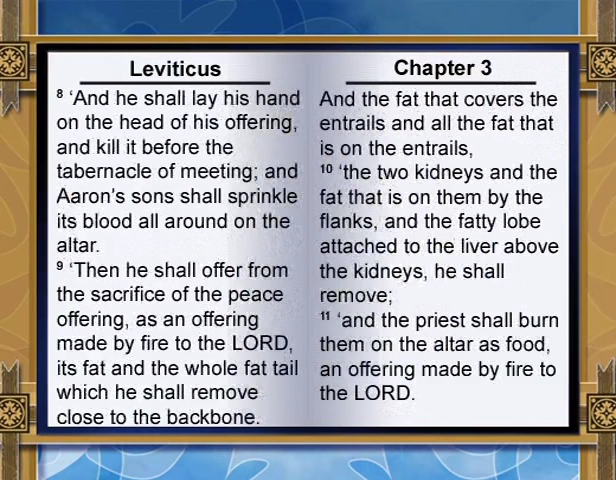 Leviticus
⁸ ‘And he shall lay his hand
on the head of his offering,
and kill it before the
tabernacle of meeting; and
Aaron’s sons shall sprinkle
its blood all around on the
altar.
⁹ ‘Then he shall offer from
the sacrifice of the peace
offering, as an offering
made by fire to the LORD,
its fat and the whole fat tail
which he shall remove
close to the backbone.
Chapter 3
And the fat that covers the
entrails and all the fat that
is on the entrails,
¹⁰ ‘the two kidneys and the
fat that is on them by the
flanks, and the fatty lobe
attached to the liver above
the kidneys, he shall
remove;
¹¹ ‘and the priest shall burn
them on the altar as food,
an offering made by fire to
the LORD.